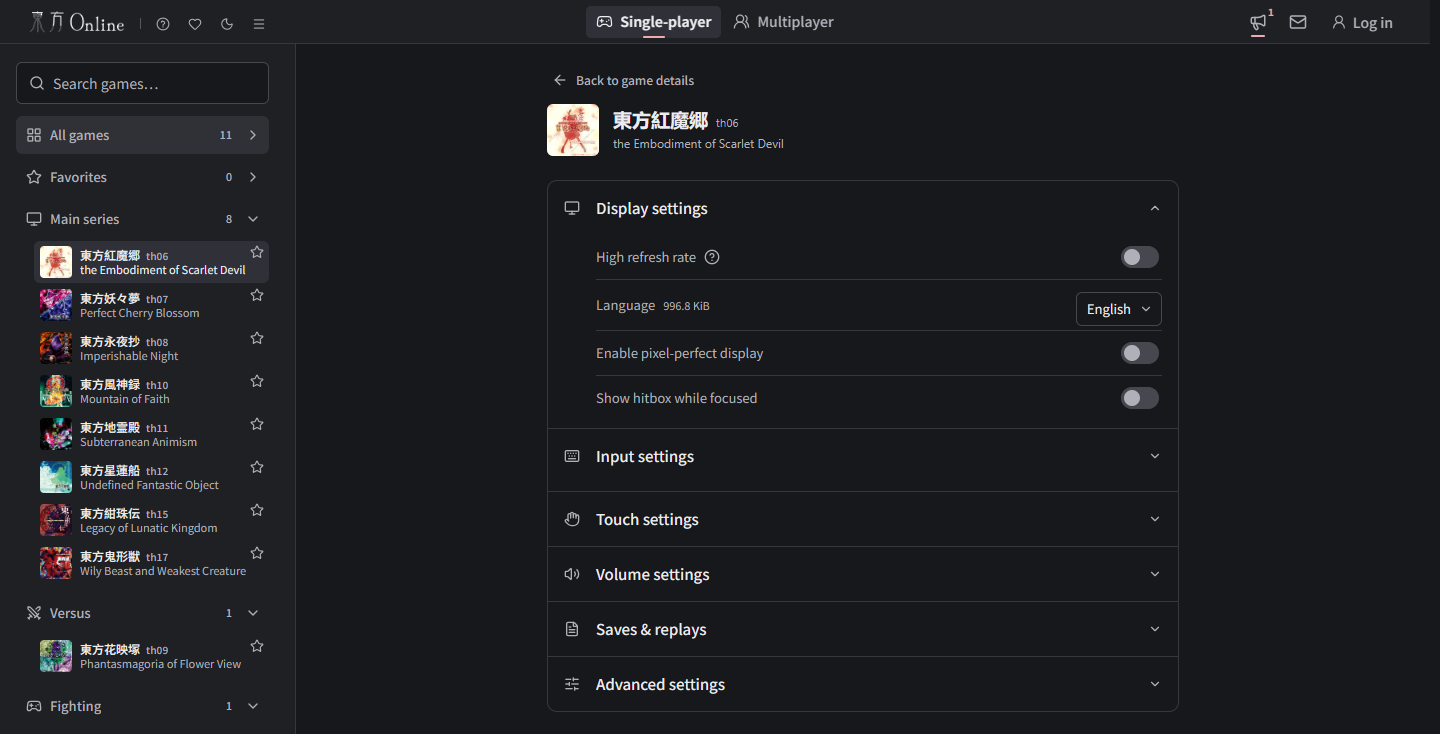 東方 Online
Single-player
Multiplayer
1
Log in
Search games…
All games 11
Favorites 0
Main series 8
東方紅魔郷 th06
the Embodiment of Scarlet Devil
東方妖々夢 th07
Perfect Cherry Blossom
東方永夜抄 th08
Imperishable Night
東方風神録 th10
Mountain of Faith
東方地霊殿 th11
Subterranean Animism
東方星蓮船 th12
Undefined Fantastic Object
東方紺珠伝 th15
Legacy of Lunatic Kingdom
東方鬼形獣 th17
Wily Beast and Weakest Creature
Versus 1
東方花映塚 th09
Phantasmagoria of Flower View
Fighting 1
Back to game details
東方紅魔郷 th06
the Embodiment of Scarlet Devil
Display settings
High refresh rate
Language 996.8 KiB English
Enable pixel-perfect display
Show hitbox while focused
Input settings
Touch settings
Volume settings
Saves & replays
Advanced settings